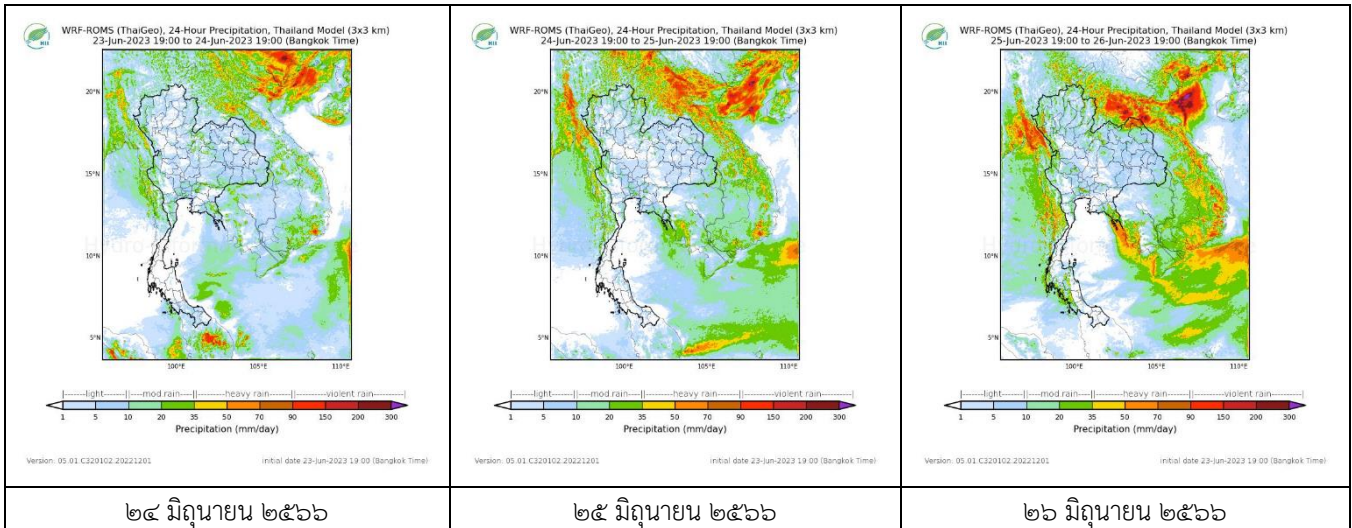 WRF-ROMS (ThaiGeo), 24-Hour Precipitation, Thailand Model (3x3 km)
23-Jun-2023 19:00 to 24-Jun-2023 19:00 (Bangkok Time)
20°N
15°N
10°N
5°N
100°E 105°E 110°E
|-------light-----||---mod rain---||-------heavy rain---||------violent rain-------|
1 5 10 20 35 50 70 90 150 200 300
Precipitation (mm/day)
Version: 05.01.C320102.20221201 initial date 23-Jun-2023 19:00 (Bangkok Time)
๒๔ มิถุนายน ๒๕๖๖
WRF-ROMS (ThaiGeo), 24-Hour Precipitation, Thailand Model (3x3 km)
24-Jun-2023 19:00 to 25-Jun-2023 19:00 (Bangkok Time)
20°N
15°N
10°N
5°N
100°E 105°E 110°E
|-------light-----||---mod rain---||-------heavy rain---||------violent rain-------|
1 5 10 20 35 50 70 90 150 200 300
Precipitation (mm/day)
Version: 05.01.C320102.20221201 initial date 23-Jun-2023 19:00 (Bangkok Time)
๒๕ มิถุนายน ๒๕๖๖
WRF-ROMS (ThaiGeo), 24-Hour Precipitation, Thailand Model (3x3 km)
25-Jun-2023 19:00 to 26-Jun-2023 19:00 (Bangkok Time)
20°N
15°N
10°N
5°N
100°E 105°E 110°E
|-------light-----||---mod rain---||-------heavy rain---||------violent rain-------|
1 5 10 20 35 50 70 90 150 200 300
Precipitation (mm/day)
Version: 05.01.C320102.20221201 initial date 23-Jun-2023 19:00 (Bangkok Time)
๒๖ มิถุนายน ๒๕๖๖